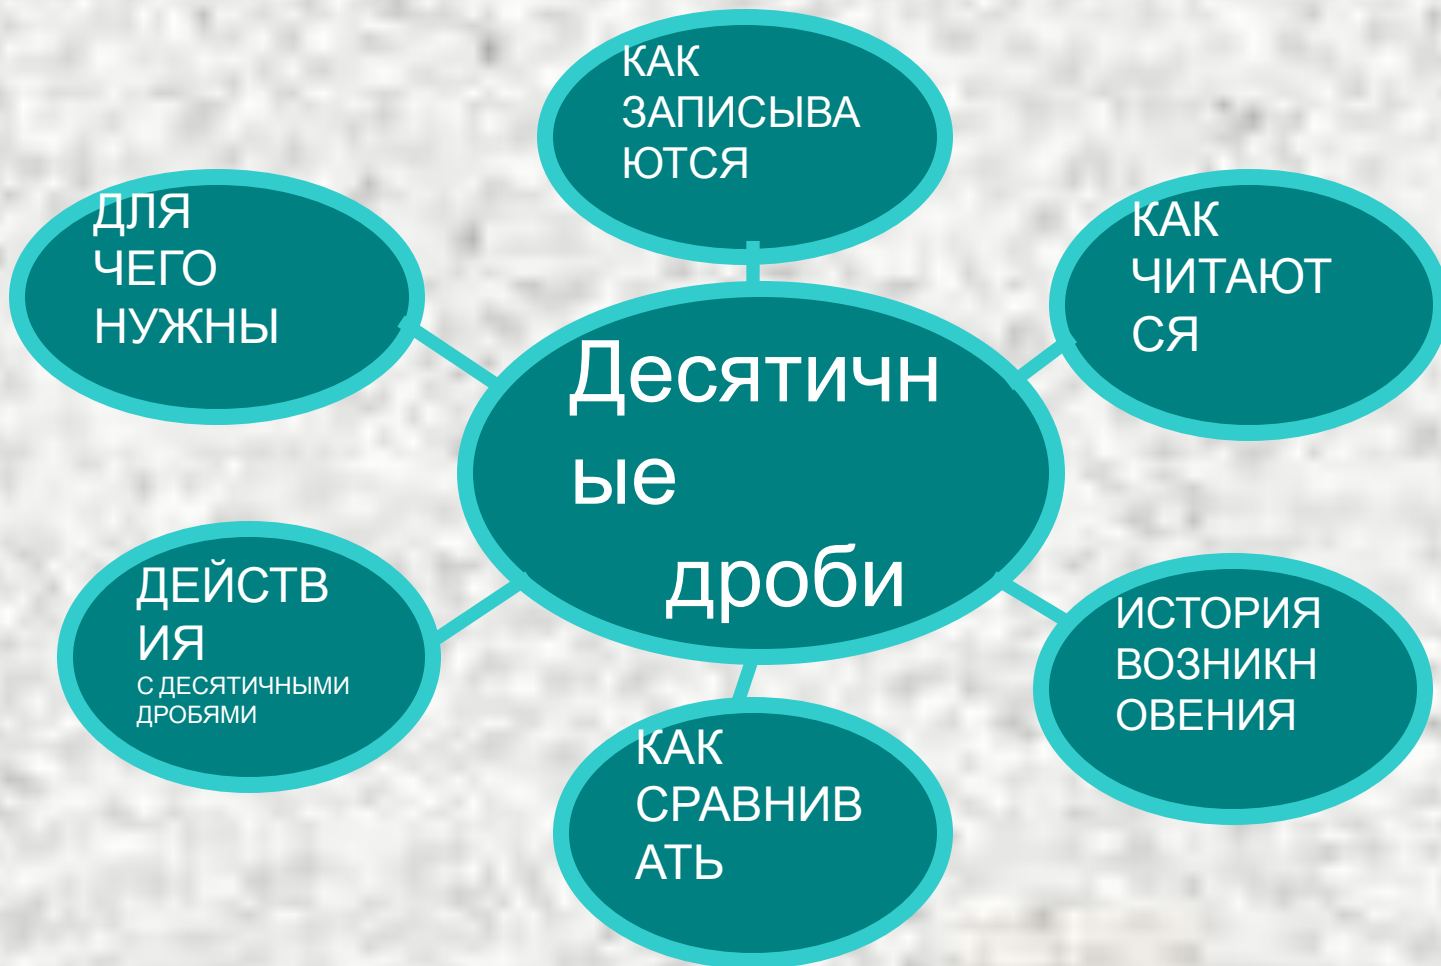 КАК
ЗАПИСЫВА
ЮТСЯ
ДЛЯ
ЧЕГО
НУЖНЫ
КАК
ЧИТАЮТ
СЯ
Десятичн
ые
дроби
ДЕЙСТВ
ИЯ
С ДЕСЯТИЧНЫМИ
ДРОБЯМИ
ИСТОРИЯ
ВОЗНИКН
ОВЕНИЯ
КАК
СРАВНИВ
АТЬ